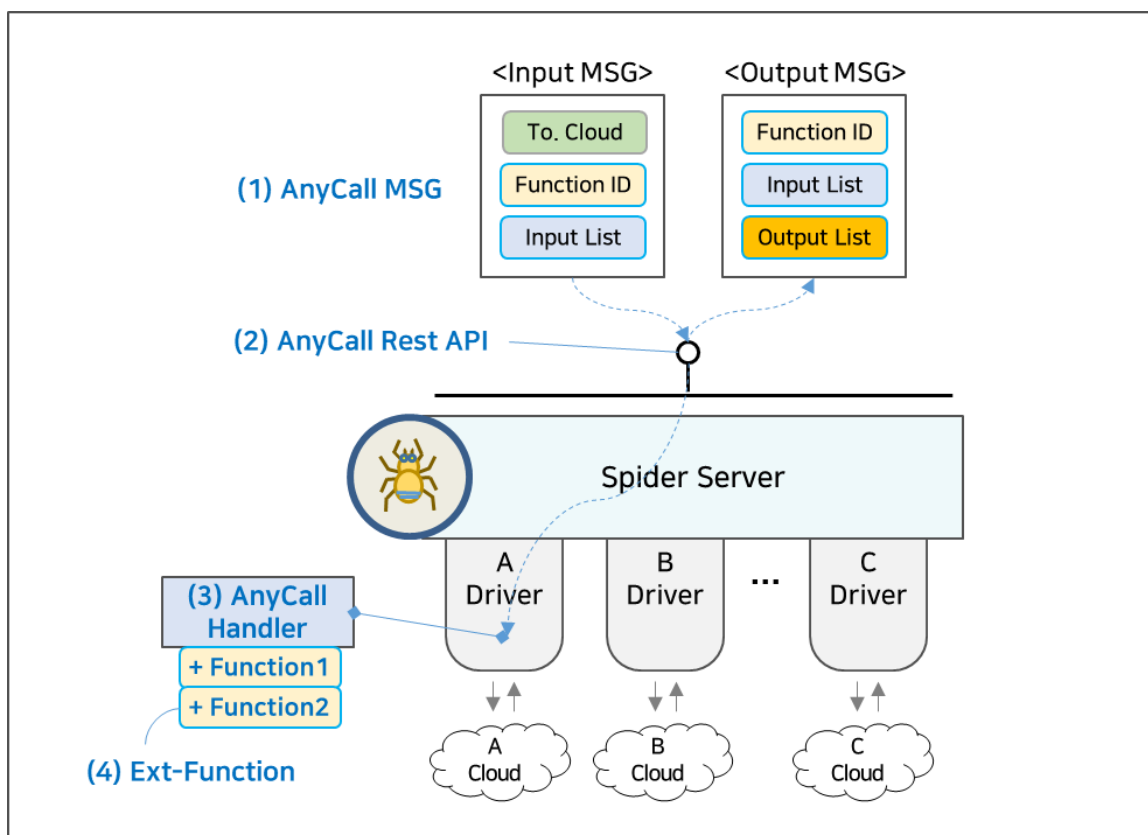 <Input MSG>
<Output MSG>
To. Cloud
Function ID
Input List
Function ID
Input List
Output List
(1) AnyCall MSG
(2) AnyCall Rest API
Spider Server
A
Driver
B
Driver
...
C
Driver
(3) AnyCall
Handler
+ Function1
+ Function2
(4) Ext-Function
A
Cloud
B
Cloud
C
Cloud